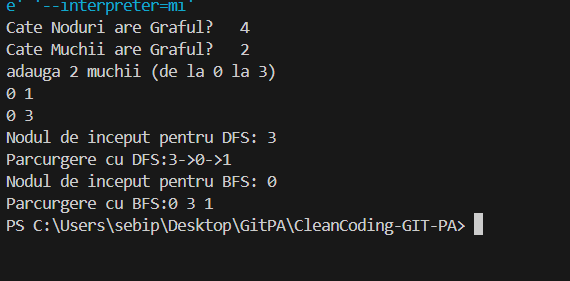 e' '--interpreter=mi'
Cate Noduri are Graful?   4
Cate Muchii are Graful?   2
adauga 2 muchii (de la 0 la 3)
0 1
0 3
Nodul de inceput pentru DFS: 3
Parcurgere cu DFS:3->0->1
Nodul de inceput pentru BFS: 0
Parcurgere cu BFS:0 3 1
PS C:\Users\sebip\Desktop\GitPA\CleanCoding-GIT-PA>